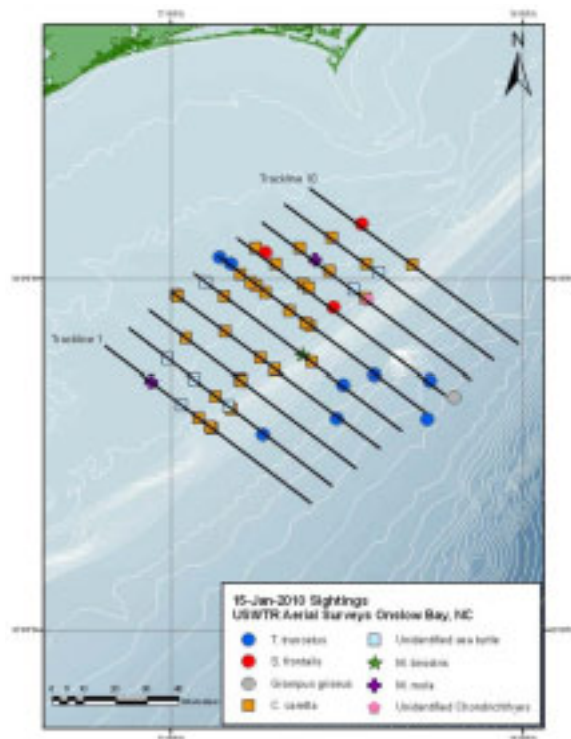 N
Trackline 10
Trackline 1
15-Jan-2010 Sightings
USWTR Aerial Surveys Onslow Bay, NC
T. truncatus
S. frontalis
Grampus griseus
C. caretta
Unidentified sea turtle
M. birostris
M. mola
Unidentified Chondrichthyes